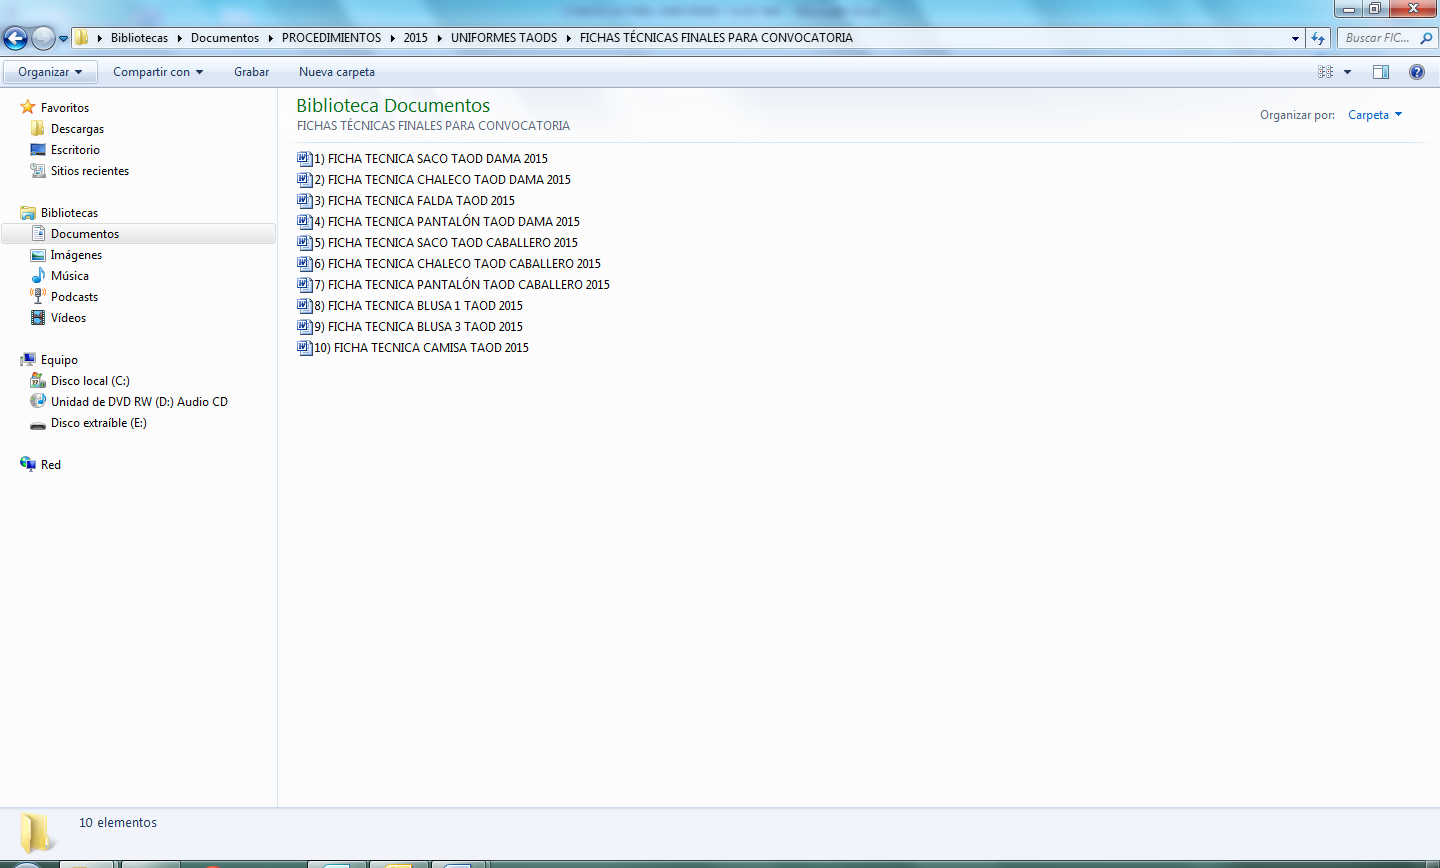 Bibliotecas Documentos PROCEDIMIENTOS 2015 UNIFORMES TAODS FICHAS TÉCNICAS FINALES PARA CONVOCATORIA
Buscar FIC...
Organizar Compartir con Grabar Nueva carpeta
Favoritos
Descargas
Escritorio
Sitios recientes
Bibliotecas
Documentos
Imágenes
Música
Podcasts
Vídeos
Equipo
Disco local (C:)
Unidad de DVD RW (D:) Audio CD
Disco extraíble (E:)
Red
Biblioteca Documentos
FICHAS TÉCNICAS FINALES PARA CONVOCATORIA
Organizar por: Carpeta
1) FICHA TECNICA SACO TAOD DAMA 2015
2) FICHA TECNICA CHALECO TAOD DAMA 2015
3) FICHA TECNICA FALDA TAOD 2015
4) FICHA TECNICA PANTALÓN TAOD DAMA 2015
5) FICHA TECNICA SACO TAOD CABALLERO 2015
6) FICHA TECNICA CHALECO TAOD CABALLERO 2015
7) FICHA TECNICA PANTALÓN TAOD CABALLERO 2015
8) FICHA TECNICA BLUSA 1 TAOD 2015
9) FICHA TECNICA BLUSA 3 TAOD 2015
10) FICHA TECNICA CAMISA TAOD 2015
10 elementos